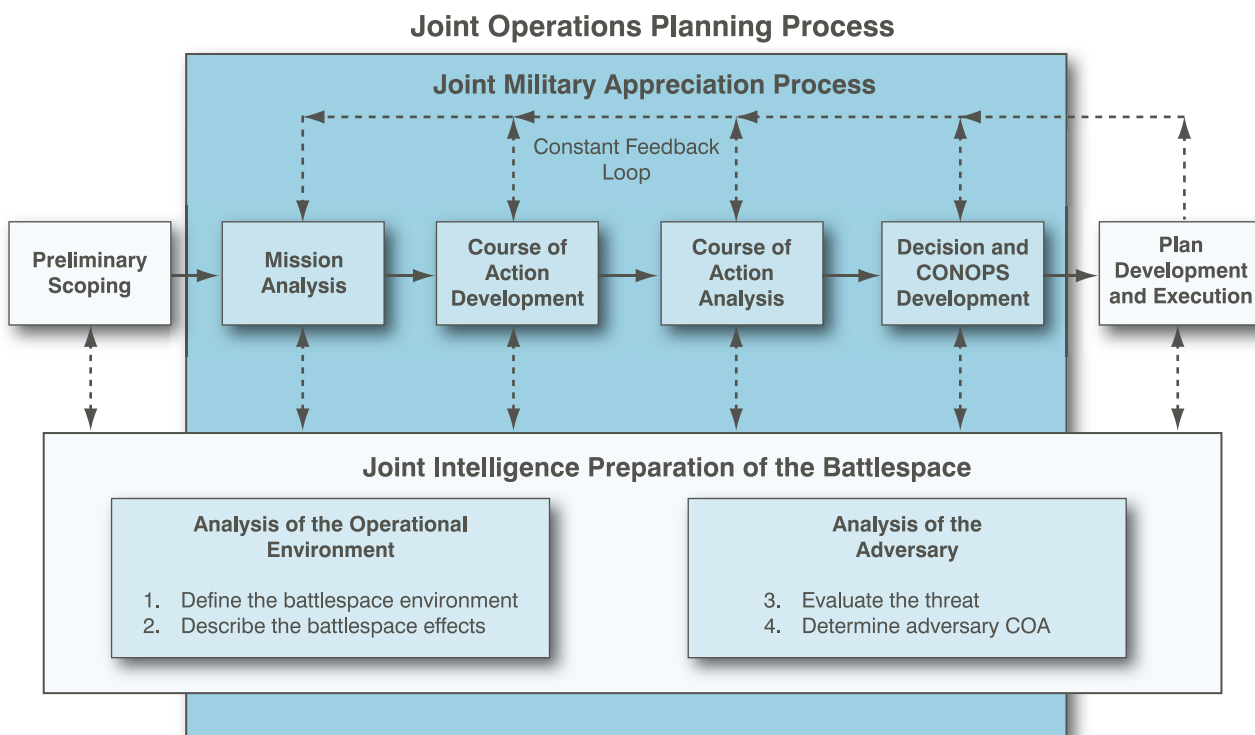 Joint Operations Planning Process
Joint Military Appreciation Process
Constant Feedback
Loop
Preliminary
Scoping
Mission
Analysis
Course of
Action
Development
Course of
Action
Analysis
Decision and
CONOPS
Development
Plan
Development
and Execution
Joint Intelligence Preparation of the Battlespace
Analysis of the Operational
Environment
1. Define the battlespace environment
2. Describe the battlespace effects
Analysis of the
Adversary
3. Evaluate the threat
4. Determine adversary COA